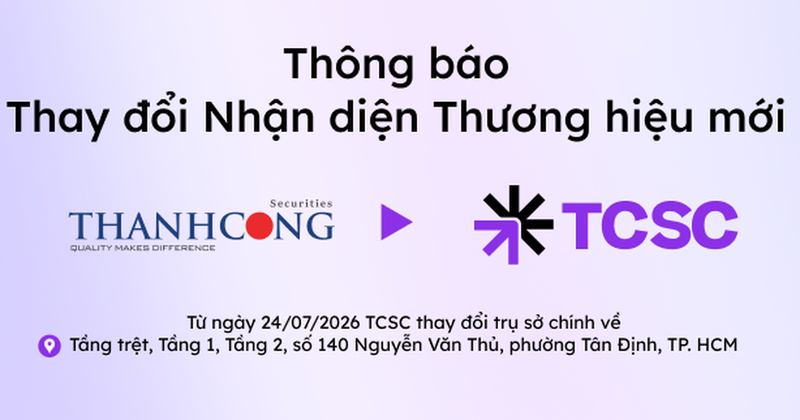 Thông báo
Thay đổi Nhận diện Thương hiệu mới
Securities
THANHCONG
QUALITY MAKES DIFFERENCE
TCSC
Từ ngày 24/07/2026 TCSC thay đổi trụ sở chính về
Tầng trệt, Tầng 1, Tầng 2, số 140 Nguyễn Văn Thủ, phường Tân Định, TP. HCM